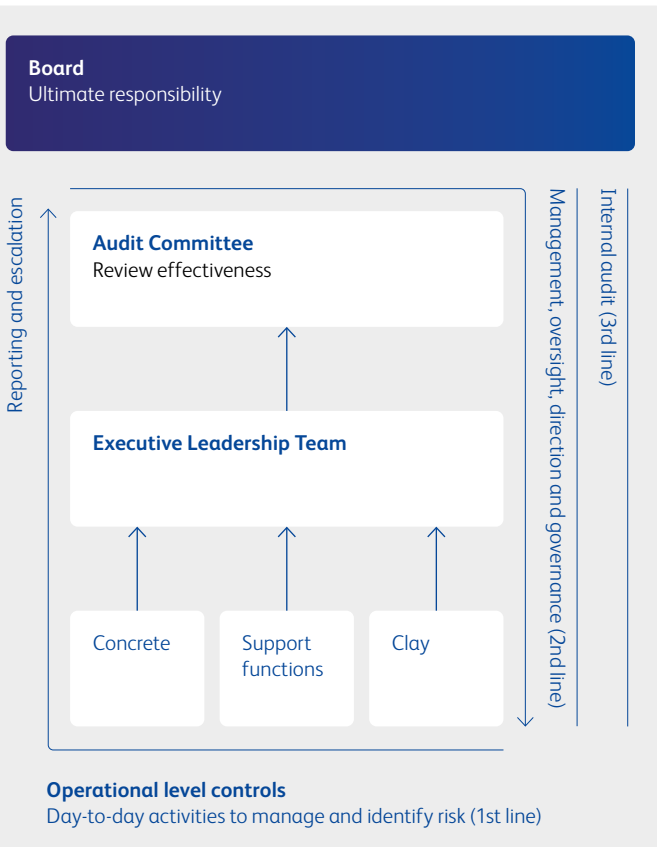 Board
Ultimate responsibility
Reporting and escalation
Audit Committee
Review effectiveness
Executive Leadership Team
Concrete
Support
functions
Clay
Management, oversight, direction and governance (2nd line)
Internal audit (3rd line)
Operational level controls
Day-to-day activities to manage and identify risk (1st line)